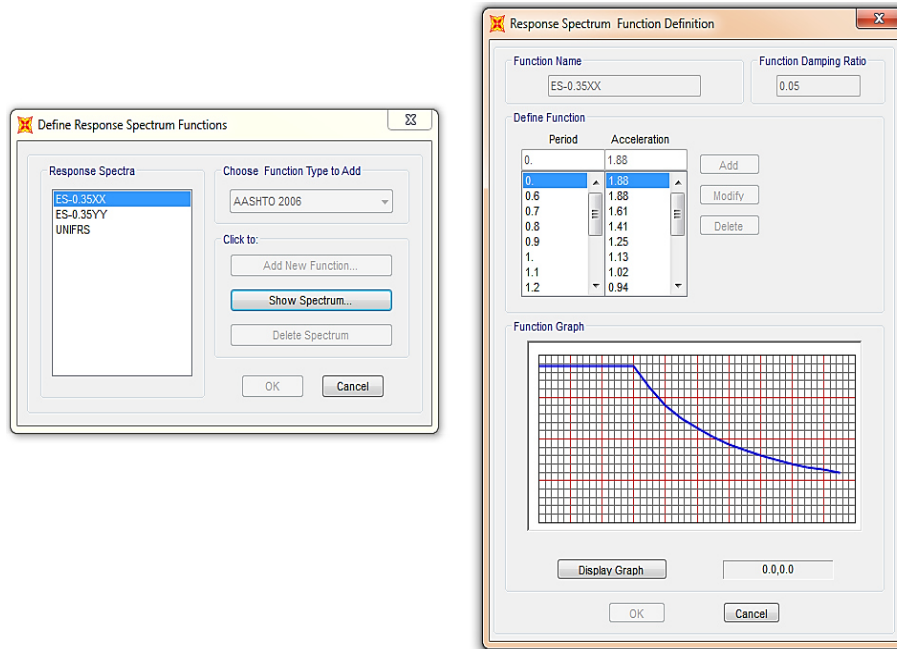 Define Response Spectrum Functions
Response Spectra
ES-0.35XX
ES-0.35YY
UNIFRS
Choose Function Type to Add
AASHTO 2006
Click to:
Add New Function...
Show Spectrum...
Delete Spectrum
OK
Cancel
Response Spectrum Function Definition
Function Name
Function Damping Ratio
ES-0.35XX
0.05
Define Function
Period
Acceleration
0.
1.88
Add
Modify
Delete
0. 1.88
0.6 1.88
0.7 1.61
0.8 1.41
0.9 1.25
1. 1.13
1.1 1.02
1.2 0.94
Function Graph
Display Graph
0.0,0.0
OK
Cancel